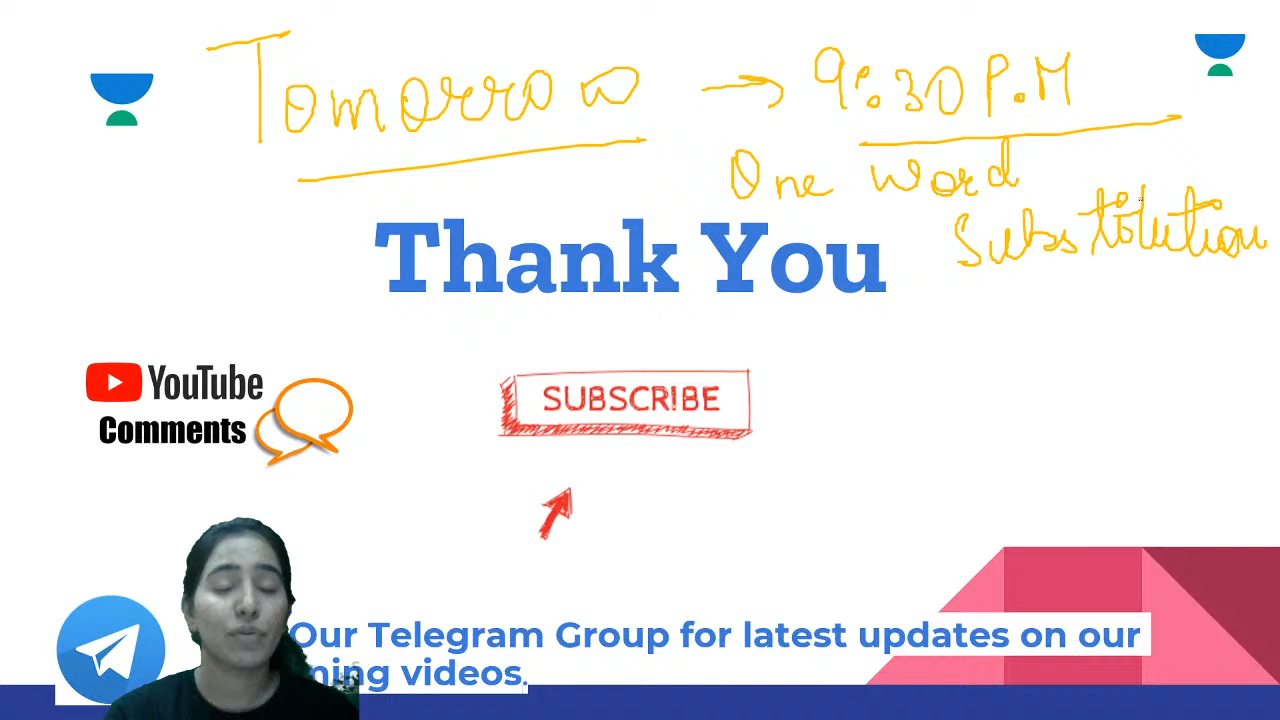 Tomorrow → 9:30 P.M
One word
Substitution
Thank You
YouTube
Comments
SUBSCRIBE
Our Telegram Group for latest updates on our
ning videos.